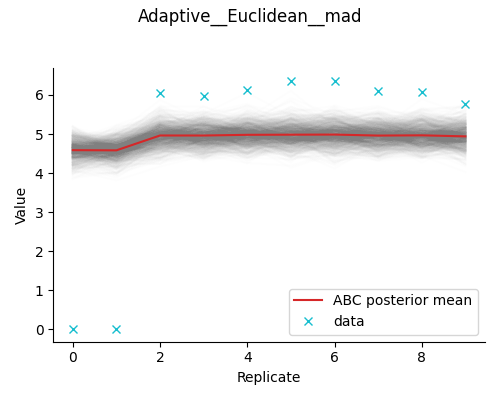 Adaptive__Euclidean__mad
Value
6
5
4
3
2
1
0
ABC posterior mean
data
0
2
4
6
8
Replicate